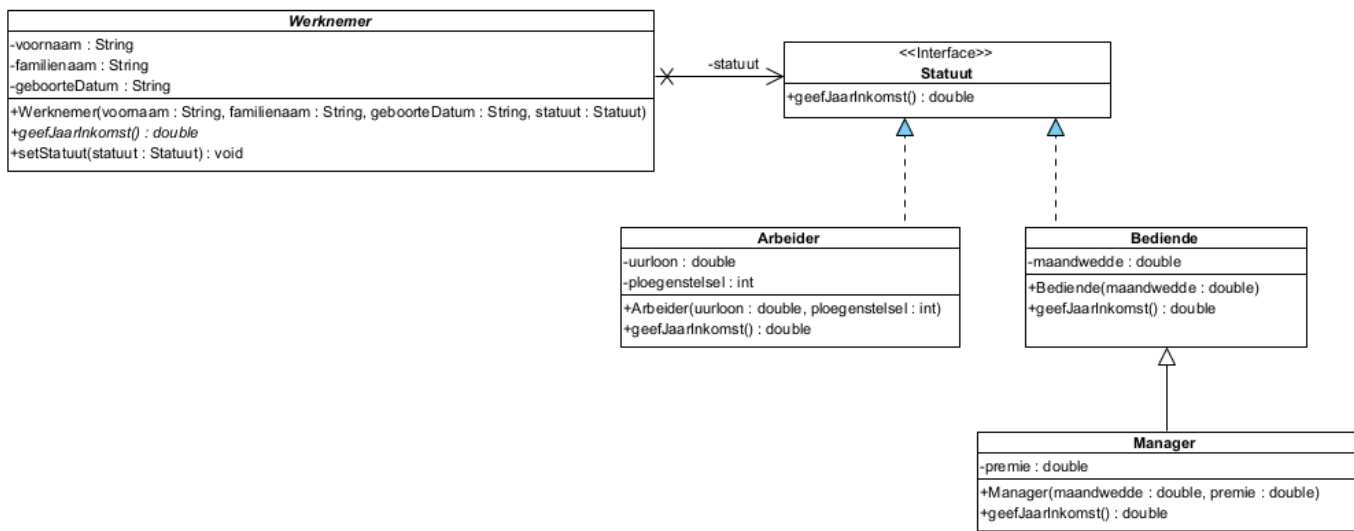 Werknemer
-voornaam : String
-familienaam : String
-geboorteDatum : String
+Werknemer(voornaam : String, familienaam : String, geboorteDatum : String, statuut : Statuut)
+geefJaarInkomst() : double
+setStatuut(statuut : Statuut) : void
-statuut
<<Interface>>
Statuut
+geefJaarInkomst() : double
Arbeider
-uurloon : double
-ploegenstelsel : int
+Arbeider(uurloon : double, ploegenstelsel : int)
+geefJaarInkomst() : double
Bediende
-maandwedde : double
+Bediende(maandwedde : double)
+geefJaarInkomst() : double
Manager
-premie : double
+Manager(maandwedde : double, premie : double)
+geefJaarInkomst() : double